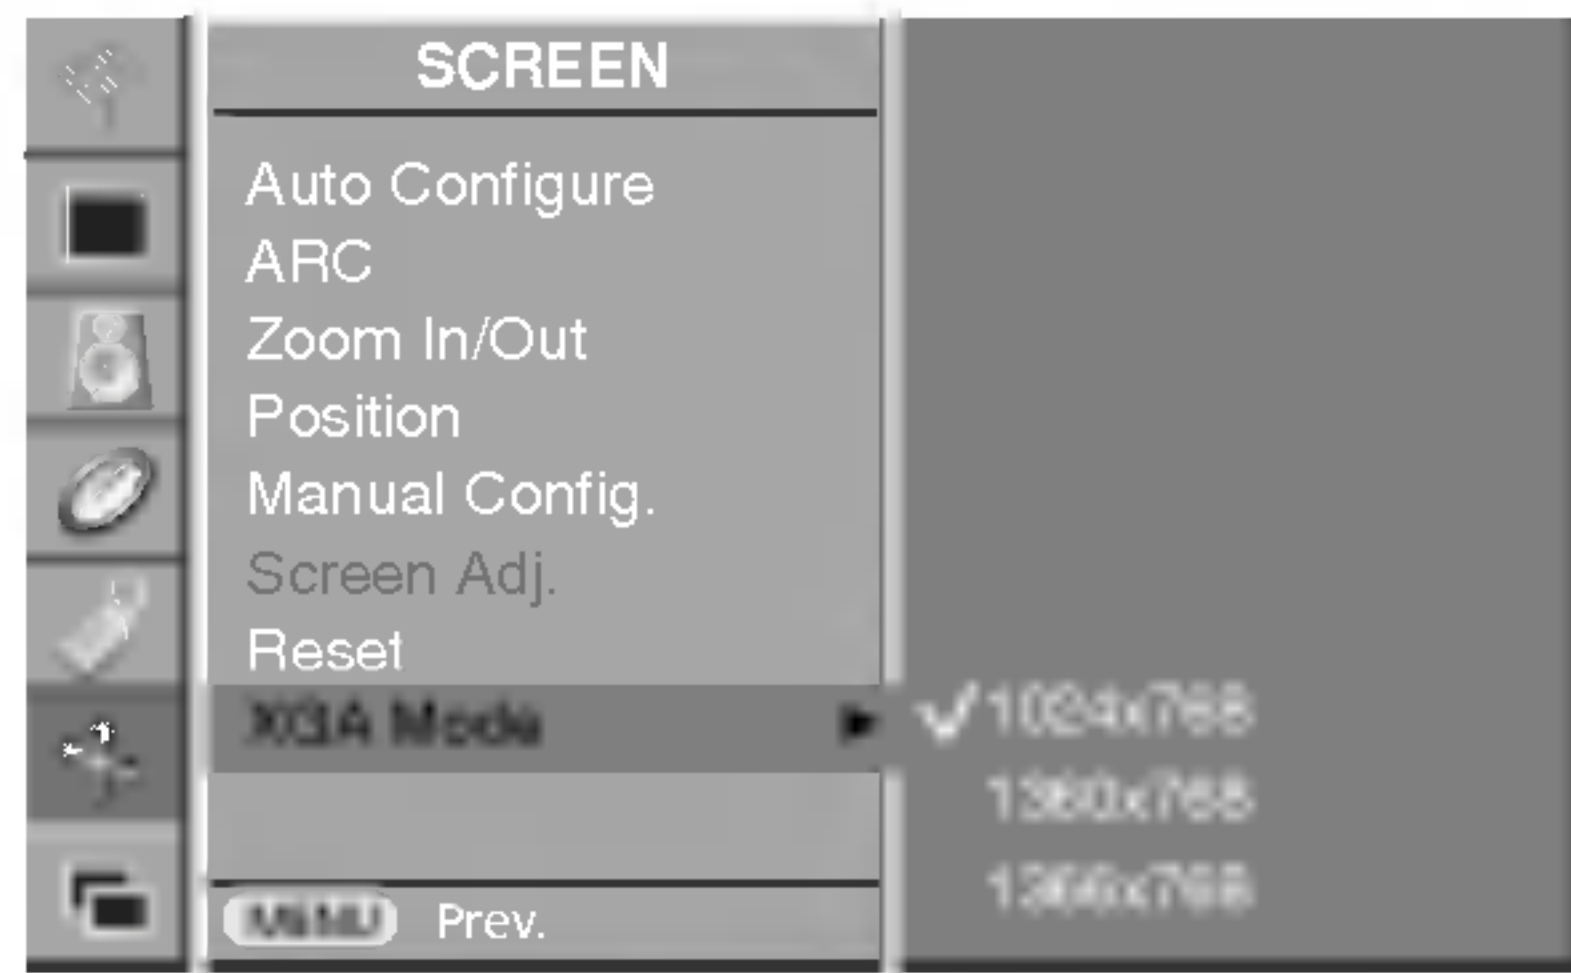 SCREEN
Auto Configure
ARC
Zoom In/Out
Position
Manual Config.
Screen Adj.
Reset
XGA Mode
1024x768
1360x768
1366x768
MENU Prev.